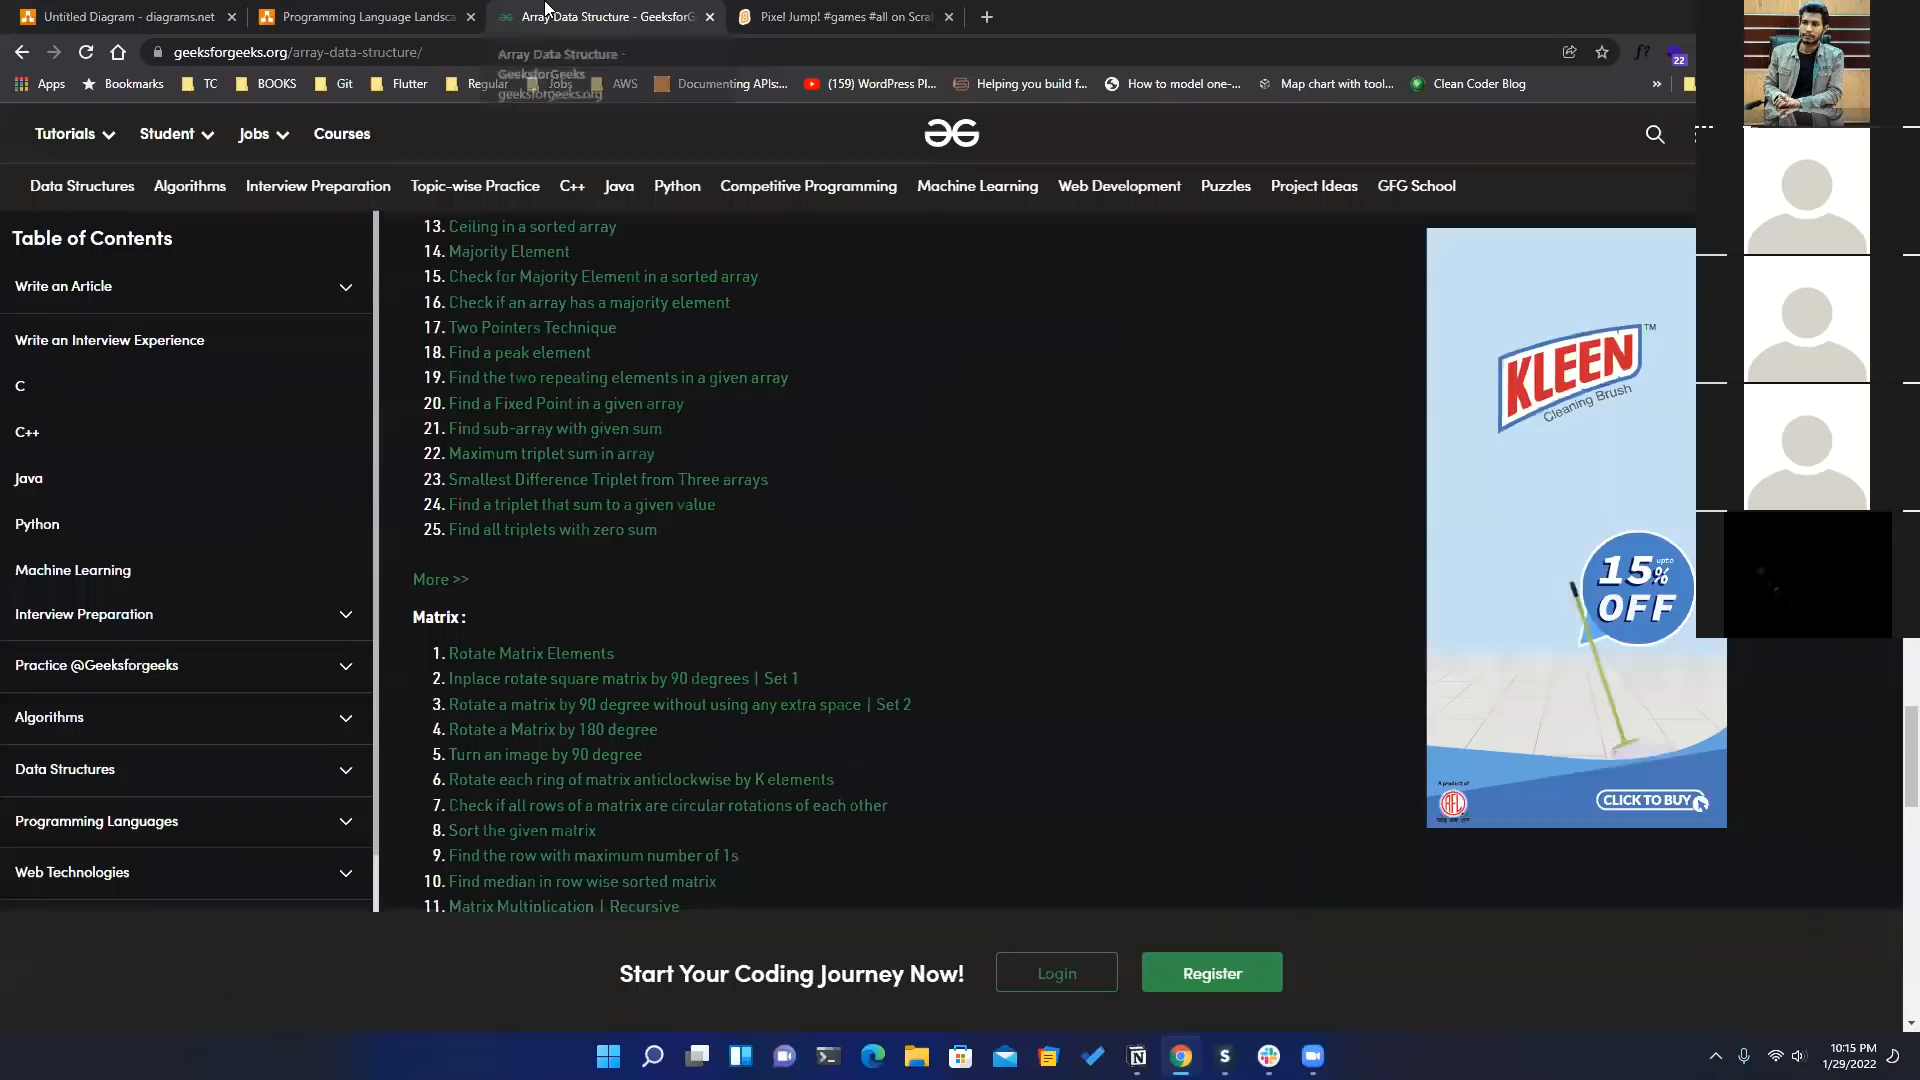 Untitled Diagram - diagrams.net
Programming Language Landsca
Array Data Structure - GeeksforG
Pixel Jump! #games #all on Scrat
geeksforgeeks.org/array-data-structure/
Array Data Structure -
GeeksforGeeks
geeksforgeeks.org
22
Apps
Bookmarks
TC
BOOKS
Git
Flutter
Regular
Jobs
AWS
Documenting APIs:...
(159) WordPress Pl...
Helping you build f...
How to model one-...
Map chart with tool...
Clean Coder Blog
Tutorials
Student
Jobs
Courses
Data Structures
Algorithms
Interview Preparation
Topic-wise Practice
C++
Java
Python
Competitive Programming
Machine Learning
Web Development
Puzzles
Project Ideas
GFG School
Table of Contents
Write an Article
Write an Interview Experience
C
C++
Java
Python
Machine Learning
Interview Preparation
Practice @Geeksforgeeks
Algorithms
Data Structures
Programming Languages
Web Technologies
13. Ceiling in a sorted array
14. Majority Element
15. Check for Majority Element in a sorted array
16. Check if an array has a majority element
17. Two Pointers Technique
18. Find a peak element
19. Find the two repeating elements in a given array
20. Find a Fixed Point in a given array
21. Find sub-array with given sum
22. Maximum triplet sum in array
23. Smallest Difference Triplet from Three arrays
24. Find a triplet that sum to a given value
25. Find all triplets with zero sum
More >>
Matrix :
1. Rotate Matrix Elements
2. Inplace rotate square matrix by 90 degrees | Set 1
3. Rotate a matrix by 90 degree without using any extra space | Set 2
4. Rotate a Matrix by 180 degree
5. Turn an image by 90 degree
6. Rotate each ring of matrix anticlockwise by K elements
7. Check if all rows of a matrix are circular rotations of each other
8. Sort the given matrix
9. Find the row with maximum number of 1s
10. Find median in row wise sorted matrix
11. Matrix Multiplication | Recursive
KLEEN TM
Cleaning Brush
15% upto
OFF
A product of
RFL
CLICK TO BUY
Start Your Coding Journey Now!
Login
Register
10:15 PM
1/29/2022